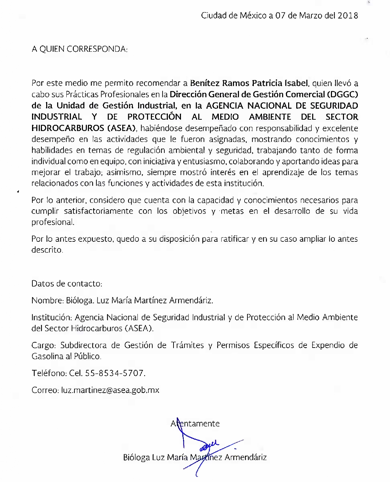 Ciudad de México a 07 de Marzo del 2018
A QUIEN CORRESPONDA:
Por este medio me permito recomendar a Benítez Ramos Patricia Isabel, quien llevó a
cabo sus Prácticas Profesionales en la Dirección General de Gestión Comercial (DGGC)
de la Unidad de Gestión Industrial, en la AGENCIA NACIONAL DE SEGURIDAD
INDUSTRIAL Y DE PROTECCIÓN AL MEDIO AMBIENTE DEL SECTOR
HIDROCARBUROS (ASEA), habiéndose desempeñado con responsabilidad y excelente
desempeño en las actividades que le fueron asignadas, mostrando conocimientos y
habilidades en temas de regulación ambiental y seguridad, trabajando tanto de forma
individual como en equipo, con iniciativa y entusiasmo, colaborando y aportando ideas para
mejorar el trabajo, asimismo, siempre mostró interés en el aprendizaje de los temas
relacionados con las funciones y actividades de esta institución.
Por lo anterior, considero que cuenta con la capacidad y conocimientos necesarios para
cumplir satisfactoriamente con los objetivos y metas en el desarrollo de su vida
profesional.
Por lo antes expuesto, quedo a su disposición para ratificar y en su caso ampliar lo antes
descrito.
Datos de contacto:
Nombre: Bióloga. Luz María Martínez Armendáriz.
Institución: Agencia Nacional de Seguridad Industrial y de Protección al Medio Ambiente
del Sector Hidrocarburos (ASEA).
Cargo: Subdirectora de Gestión de Trámites y Permisos Específicos de Expendio de
Gasolina al Público.
Teléfono: Cel. 55-8534-5707.
Correo: luz.martinez@asea.gob.mx
Atentamente
Bióloga Luz María Martínez Armendáriz